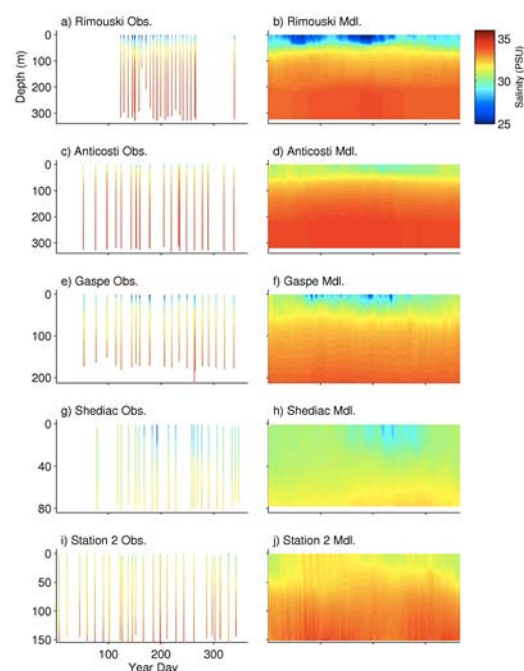 a) Rimouski Obs.
b) Rimouski Mdl.
0
100
200
300
Depth (m)
35
30
25
Salinity (PSU)
c) Anticosti Obs.
d) Anticosti Mdl.
0
100
200
300
e) Gaspe Obs.
f) Gaspe Mdl.
0
100
200
g) Shediac Obs.
h) Shediac Mdl.
0
40
80
i) Station 2 Obs.
j) Station 2 Mdl.
0
50
100
150
100 200 300
Year Day